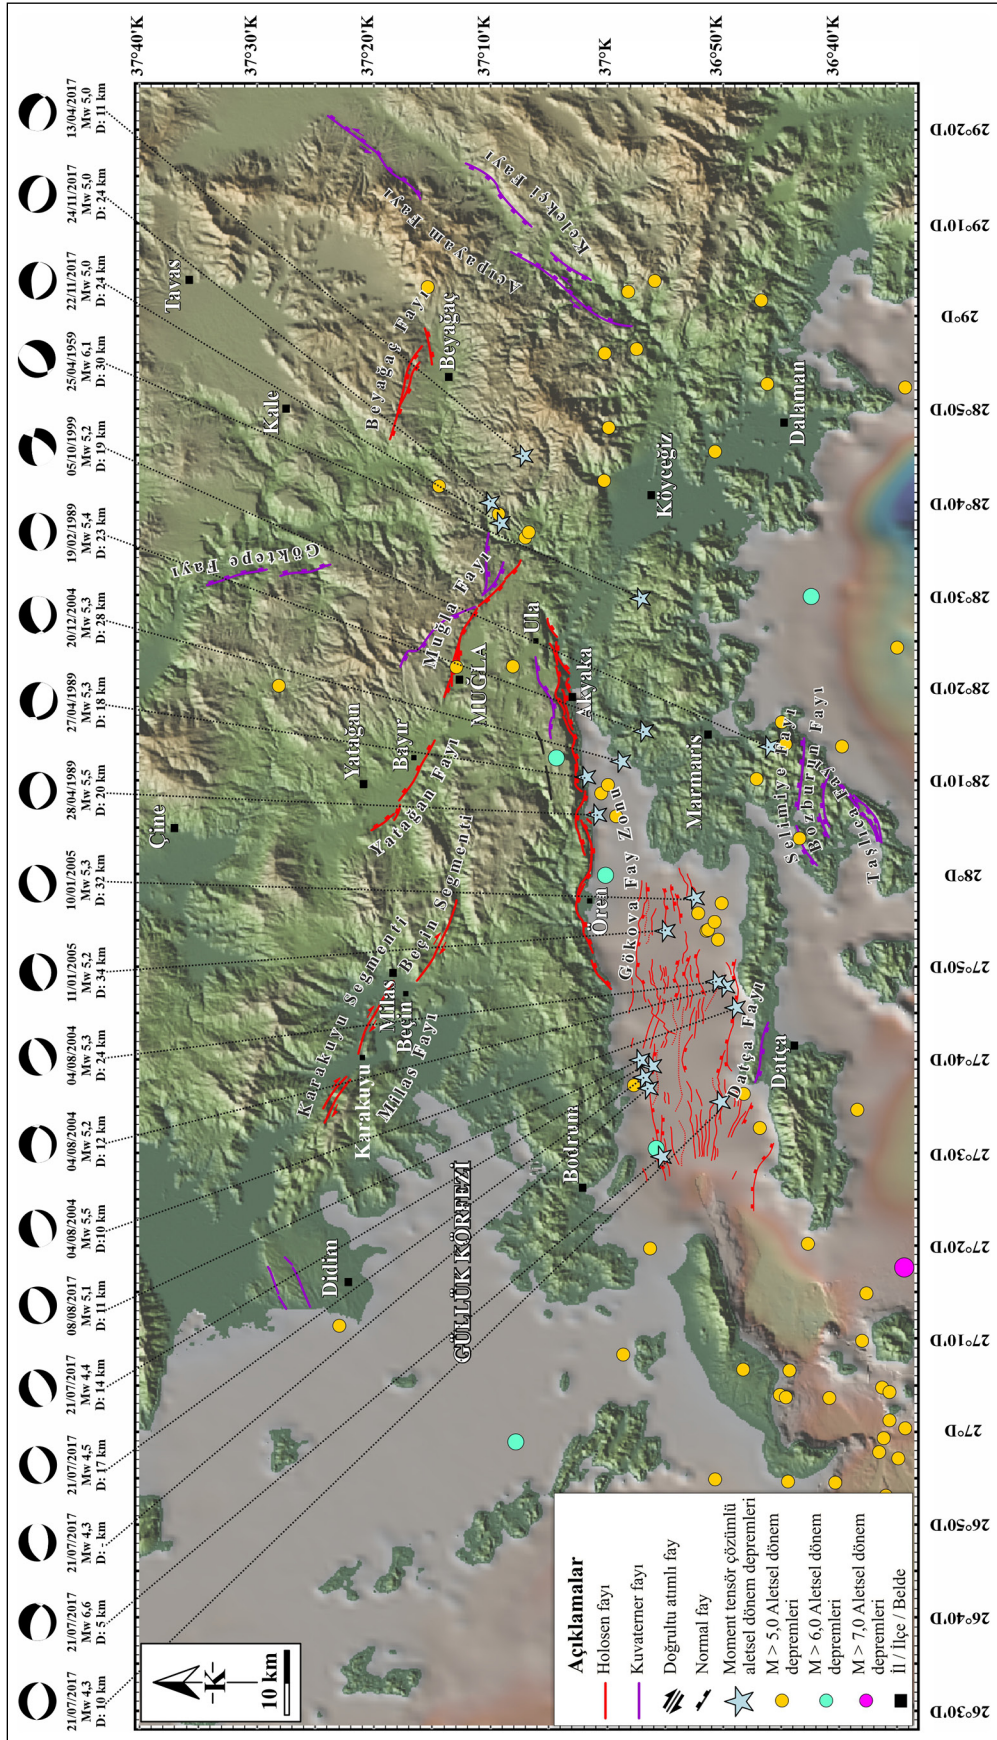 21/07/2017
Mw 4,3
D: 10 km
21/07/2017
Mw 6,6
D: 5 km
21/07/2017
Mw 4,3
D: - km
21/07/2017
Mw 4,5
D: 17 km
21/07/2017
Mw 4,4
D: 14 km
08/08/2017
Mw 5,1
D: 11 km
04/08/2004
Mw 5,5
D:10 km
04/08/2004
Mw 5,2
D: 12 km
04/08/2004
Mw 5,3
D: 24 km
11/01/2005
Mw 5,2
D: 34 km
10/01/2005
Mw 5,3
D: 32 km
28/04/1989
Mw 5,5
D: 20 km
27/04/1989
Mw 5,3
D: 18 km
20/12/2004
Mw 5,3
D: 28 km
19/02/1989
Mw 5,4
D: 23 km
05/10/1999
Mw 5,2
D: 19 km
25/04/1959
Mw 6,1
D: 30 km
22/11/2017
Mw 5,0
D: 24 km
24/11/2017
Mw 5,0
D: 24 km
13/04/2017
Mw 5,0
D: 11 km
37°40'K
37°30'K
37°20'K
37°10'K
37°K
36°50'K
36°40'K
-K-
10 km
Çine
Tavas
Kale
Göktepe Fayı
Beyağaç Fayı
Beyağaç
Acıpayam Fayı
Kelekçi Fayı
Didim
Karakuyu Segmenti
Karakuyu
Milas
Beçin
Milas Fayı
Beçin Segmenti
Yatağan
Bayır
Yatağan Fayı
Muğla Fayı
MUĞLA
Ula
Akyaka
GÜLLÜK KÖRFEZİ
Bodrum
Ören
Gökova Fay Zonu
Köyceğiz
Marmaris
Dalaman
Datça Fayı
Datça
Selimiye Fayı
Bozburun Fayı
Taşlıca Fayı
Açıklamalar
Holosen fayı
Kuvaterner fayı
Doğrultu atımlı fay
Normal fay
Moment tensör çözümlü
aletsel dönem depremleri
M > 5,0 Aletsel dönem
depremleri
M > 6,0 Aletsel dönem
depremleri
M > 7,0 Aletsel dönem
depremleri
İl / İlçe / Belde
26°30'D
26°40'D
26°50'D
27°D
27°10'D
27°20'D
27°30'D
27°40'D
27°50'D
28°D
28°10'D
28°20'D
28°30'D
28°40'D
28°50'D
29°D
29°10'D
29°20'D